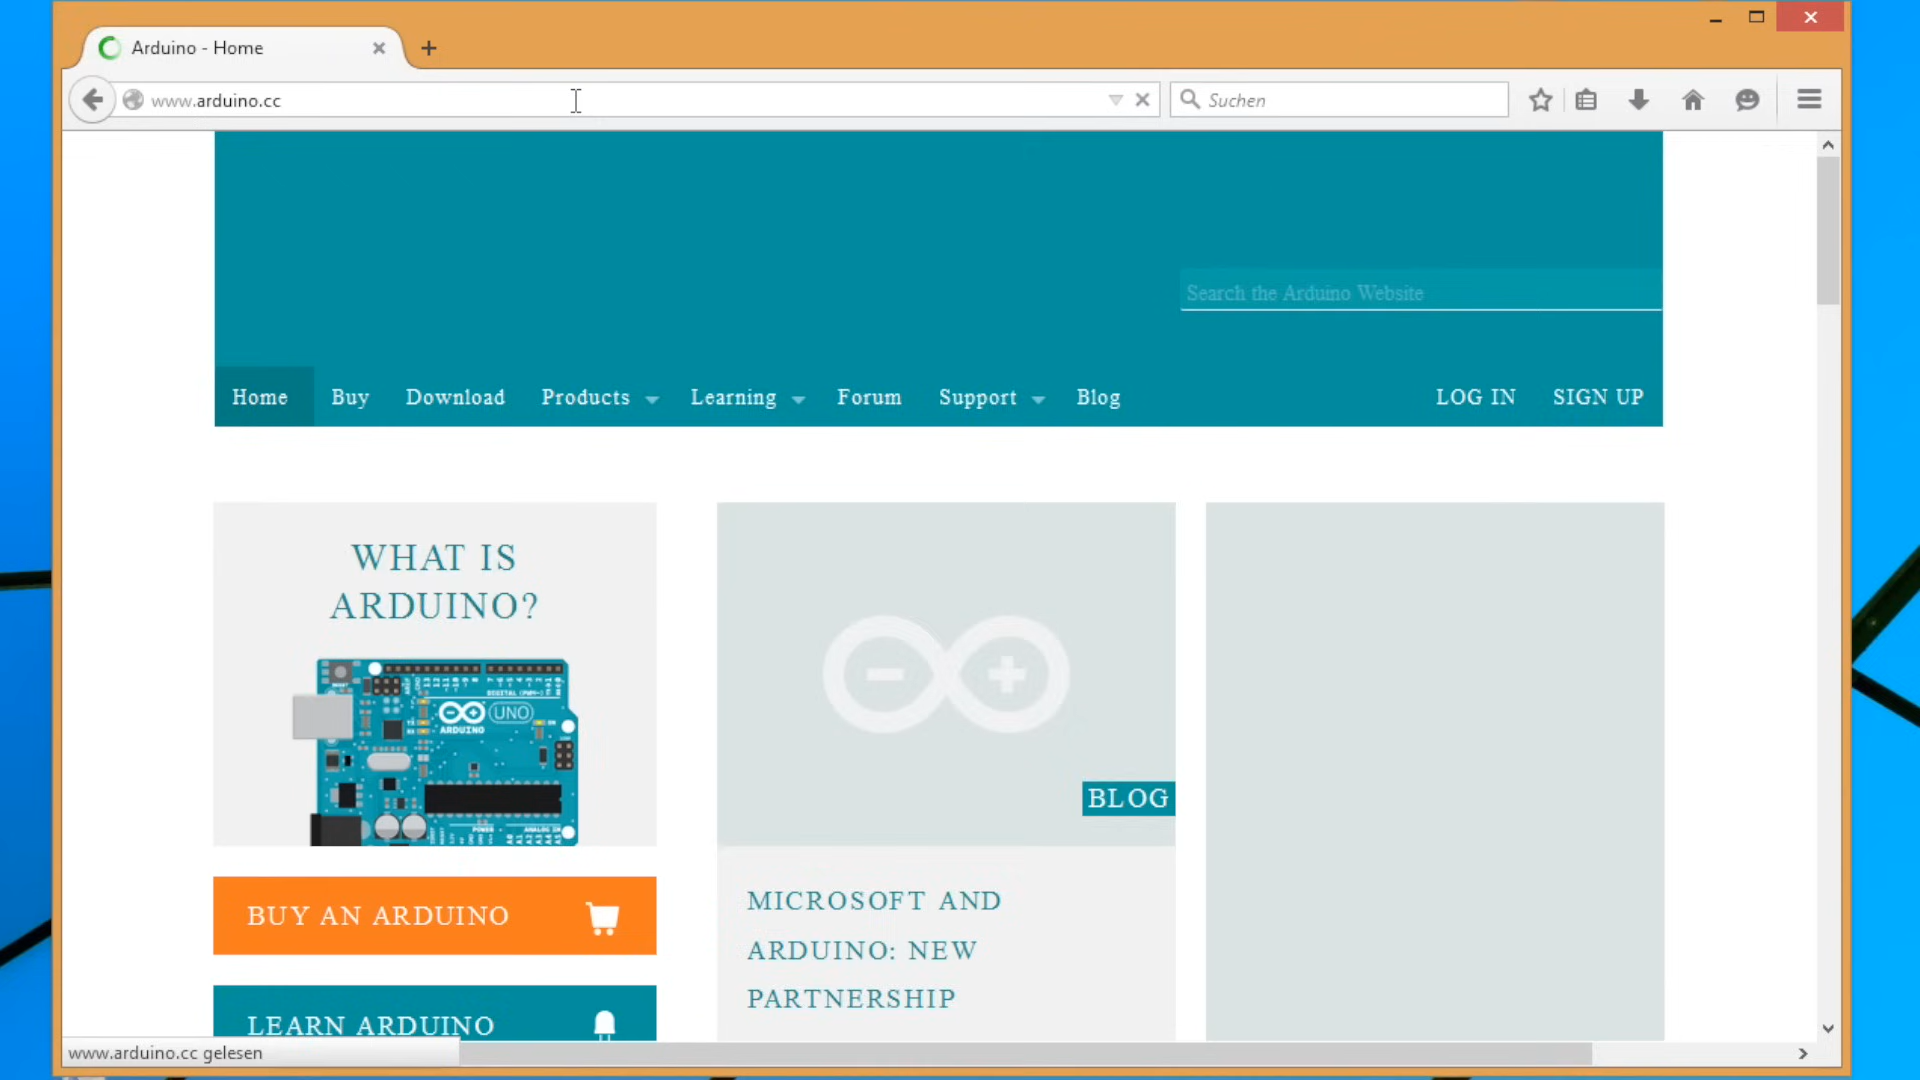 Arduino - Home
www.arduino.cc
Suchen
Search the Arduino Website
Home Buy Download Products Learning Forum Support Blog LOG IN SIGN UP
WHAT IS
ARDUINO?
UNO
ARDUINO
BLOG
BUY AN ARDUINO
MICROSOFT AND
ARDUINO: NEW
PARTNERSHIP
LEARN ARDUINO
www.arduino.cc gelesen